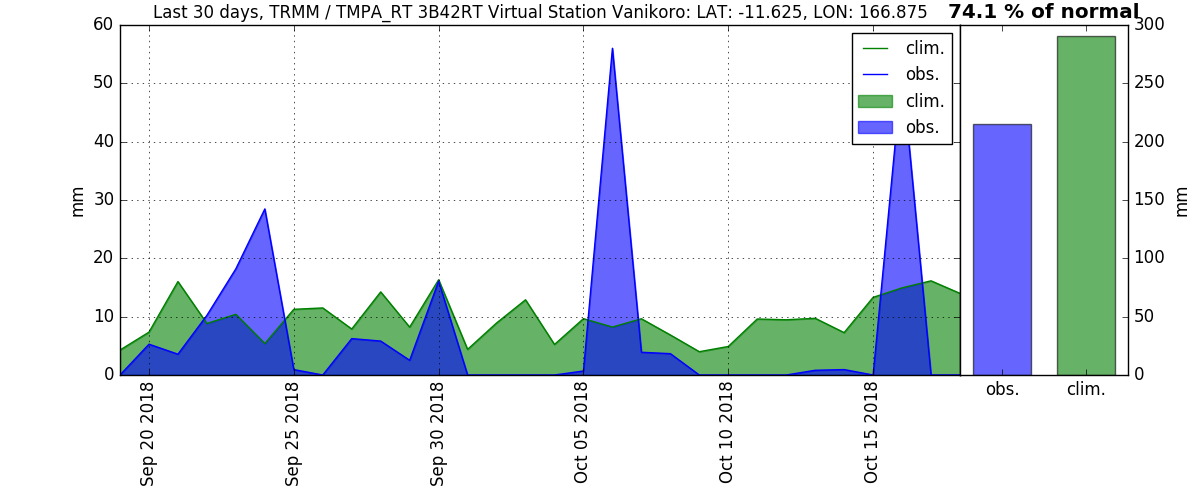 Last 30 days, TRMM / TMPA_RT 3B42RT Virtual Station Vanikoro: LAT: -11.625, LON: 166.875
74.1 % of normal
60
50
40
30
20
10
0
mm
clim.
obs.
clim.
obs.
Sep 20 2018
Sep 25 2018
Sep 30 2018
Oct 05 2018
Oct 10 2018
Oct 15 2018
300
250
200
150
100
50
0
mm
obs.
clim.